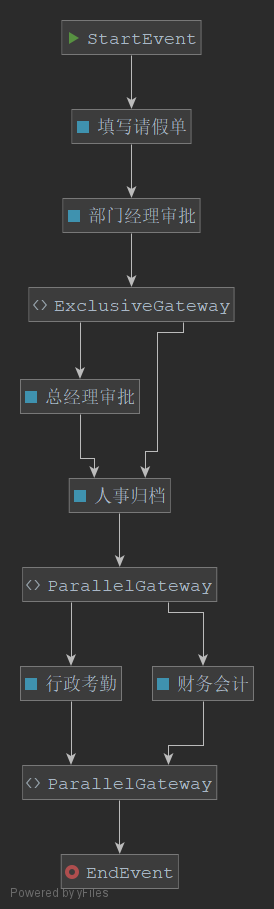 StartEvent
填写请假单
部门经理审批
ExclusiveGateway
总经理审批
人事归档
ParallelGateway
行政考勤
财务会计
ParallelGateway
EndEvent
Powered by yFiles